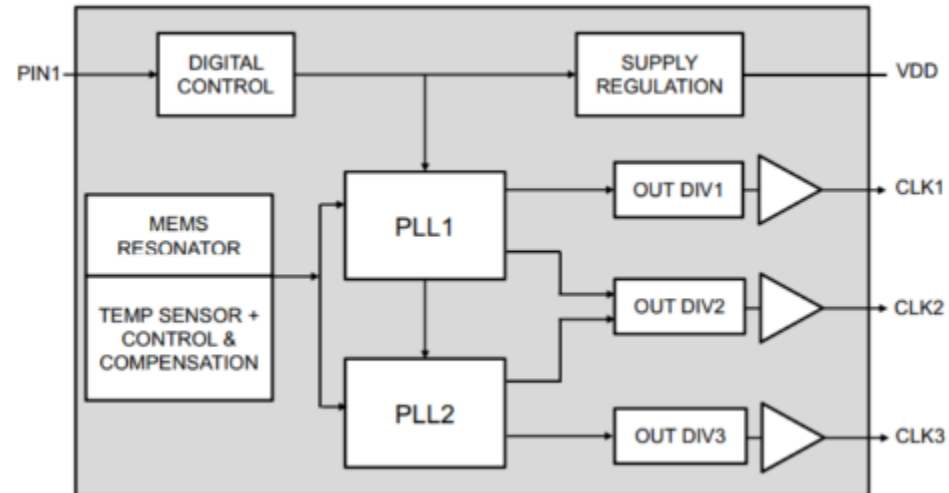 PIN1
DIGITAL
CONTROL
SUPPLY
REGULATION
VDD
MEMS
RESONATOR
TEMP SENSOR +
CONTROL &
COMPENSATION
PLL1
PLL2
OUT DIV1
CLK1
OUT DIV2
CLK2
OUT DIV3
CLK3